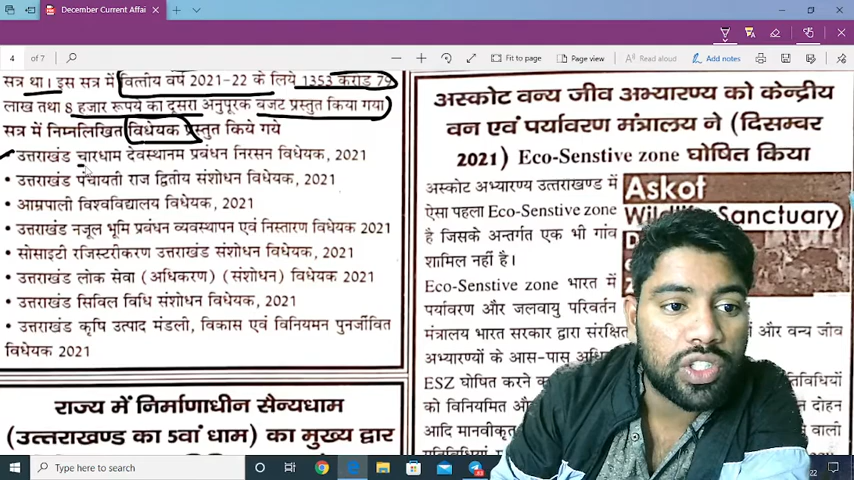 December Current Affai
4
of 7
Fit to page
Page view
Read aloud
Add notes
सत्र था। इस सत्र में वित्तीय वर्ष 2021-22 के लिये 1353 करोड़ 79
लाख तथा 8 हजार रूपये का दूसरा अनुपूरक बजट प्रस्तुत किया गया
सत्र में निम्नलिखित विधेयक प्रस्तुत किये गये
उत्तराखंड चारधाम देवस्थानम प्रबंधन निरसन विधेयक, 2021
• उत्तराखंड पंचायती राज द्वितीय संशोधन विधेयक, 2021
• आम्रपाली विश्वविद्यालय विधेयक, 2021
• उत्तराखंड नजूल भूमि प्रबंधन व्यवस्थापन एवं निस्तारण विधेयक 2021
• सोसाइटी रजिस्टरीकरण उत्तराखंड संशोधन विधेयक, 2021
• उत्तराखंड लोक सेवा (अधिकरण) (संशोधन) विधेयक 2021
• उत्तराखंड सिविल विधि संशोधन विधेयक, 2021
• उत्तराखंड कृषि उत्पाद मंडली, विकास एवं विनियमन पुनर्जीवित
विधेयक 2021
राज्य में निर्माणाधीन सैन्यधाम
(उत्तराखण्ड का 5वां धाम) का मुख्य द्वार
अस्कोट वन्य जीव अभ्यारण्य को केन्द्रीय
वन एवं पर्यावरण मंत्रालय ने (दिसम्बर
2021) Eco-Senstive zone घोषित किया
अस्कोट अभ्यारण्य उत्तराखण्ड में
ऐसा पहला Eco-Senstive zone
है जिसके अन्तर्गत एक भी गांव
शामिल नहीं है।
Askot
Wildlife Sanctuary
Eco-Senstive zone भारत में
पर्यावरण और जलवायु परिवर्तन
मंत्रालय भारत सरकार द्वारा संरक्षित और वन्य जीव
अभ्यारण्यों के आस-पास
ESZ घोषित करने
को विनियमित दोहन
आदि मानवीकृत वाली
Type here to search